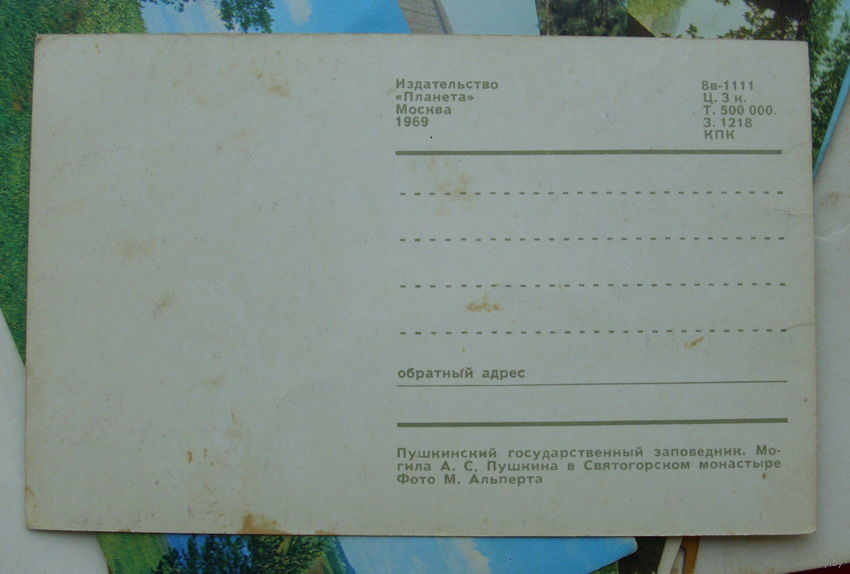 Издательство
«Планета»
Москва
1969
8в-1111
Ц. 3 к.
Т. 500 000.
З. 1218
КПК
обратный адрес
Пушкинский государственный заповедник. Мо-
гила А. С. Пушкина в Святогорском монастыре
Фото М. Альперта